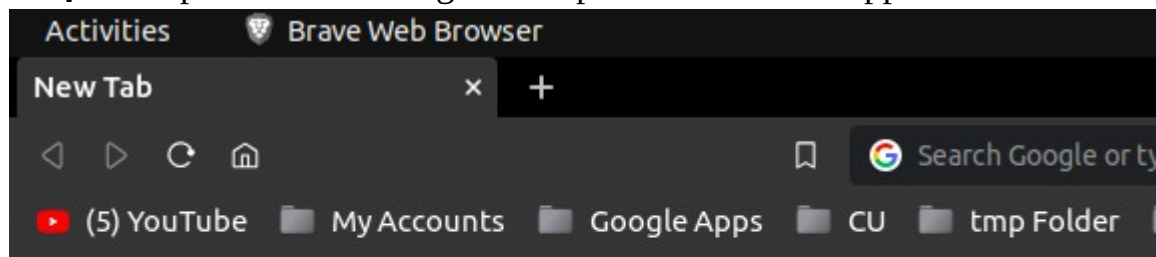 Activities Brave Web Browser
New Tab × +
Search Google or ty
(5) YouTube My Accounts Google Apps CU tmp Folder